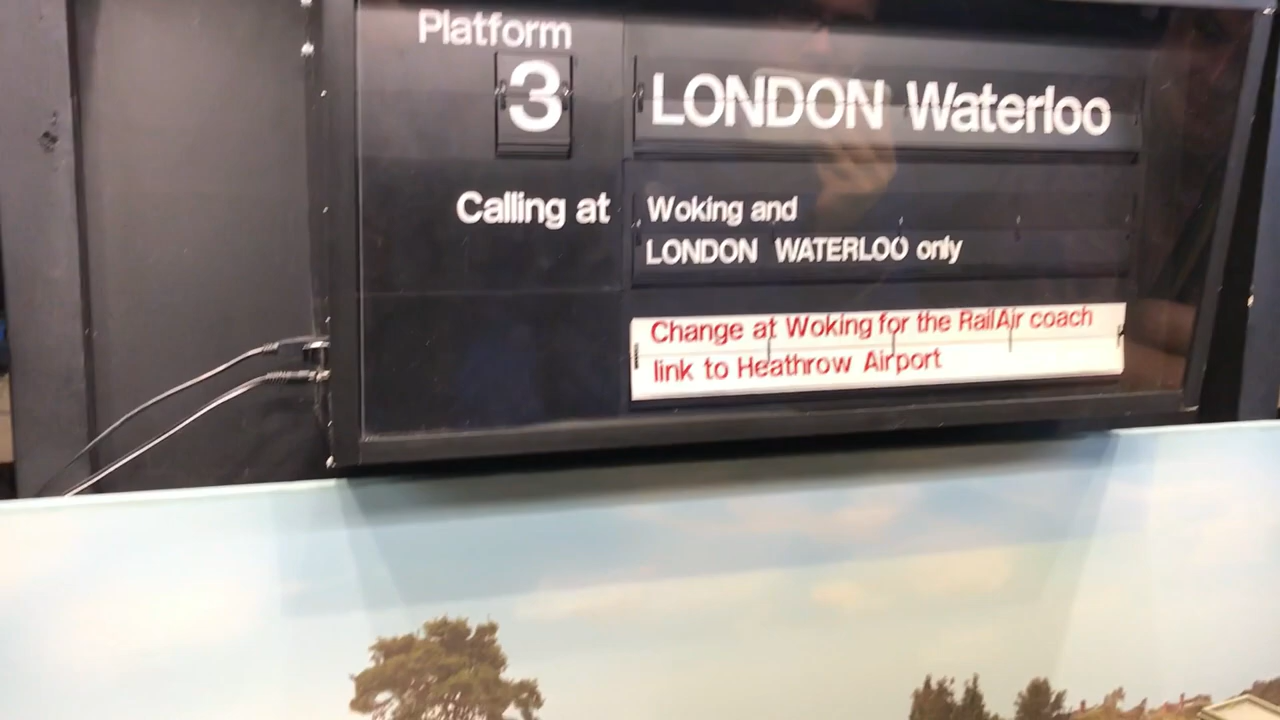 Platform
3
LONDON Waterloo
Calling at
Woking and
LONDON WATERLOO only
Change at Woking for the RailAir coach
link to Heathrow Airport